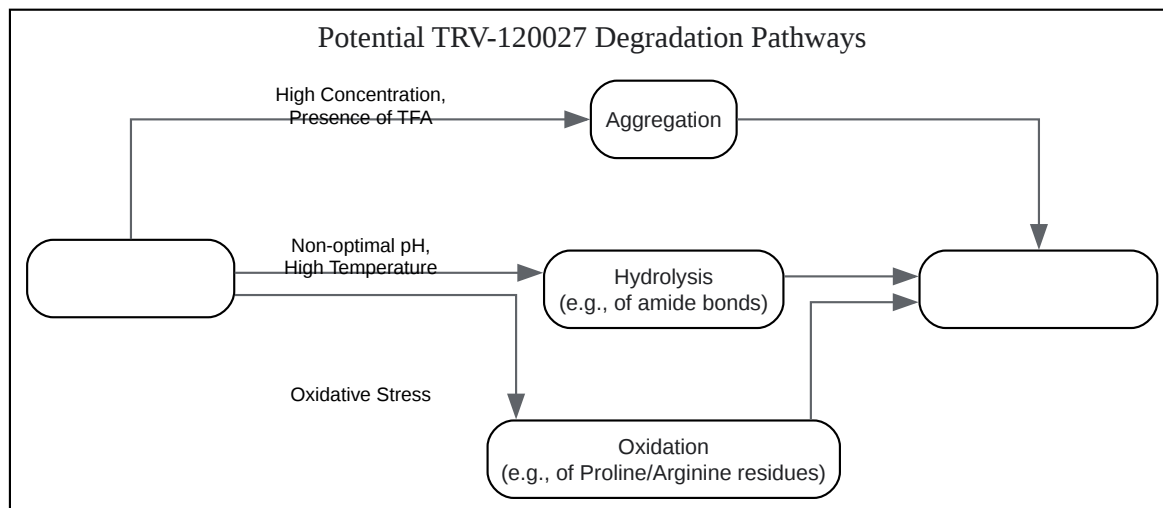 Potential TRV-120027 Degradation Pathways
High Concentration,
Presence of TFA
Aggregation
Non-optimal pH,
High Temperature
Hydrolysis
(e.g., of amide bonds)
Oxidative Stress
Oxidation
(e.g., of Proline/Arginine residues)